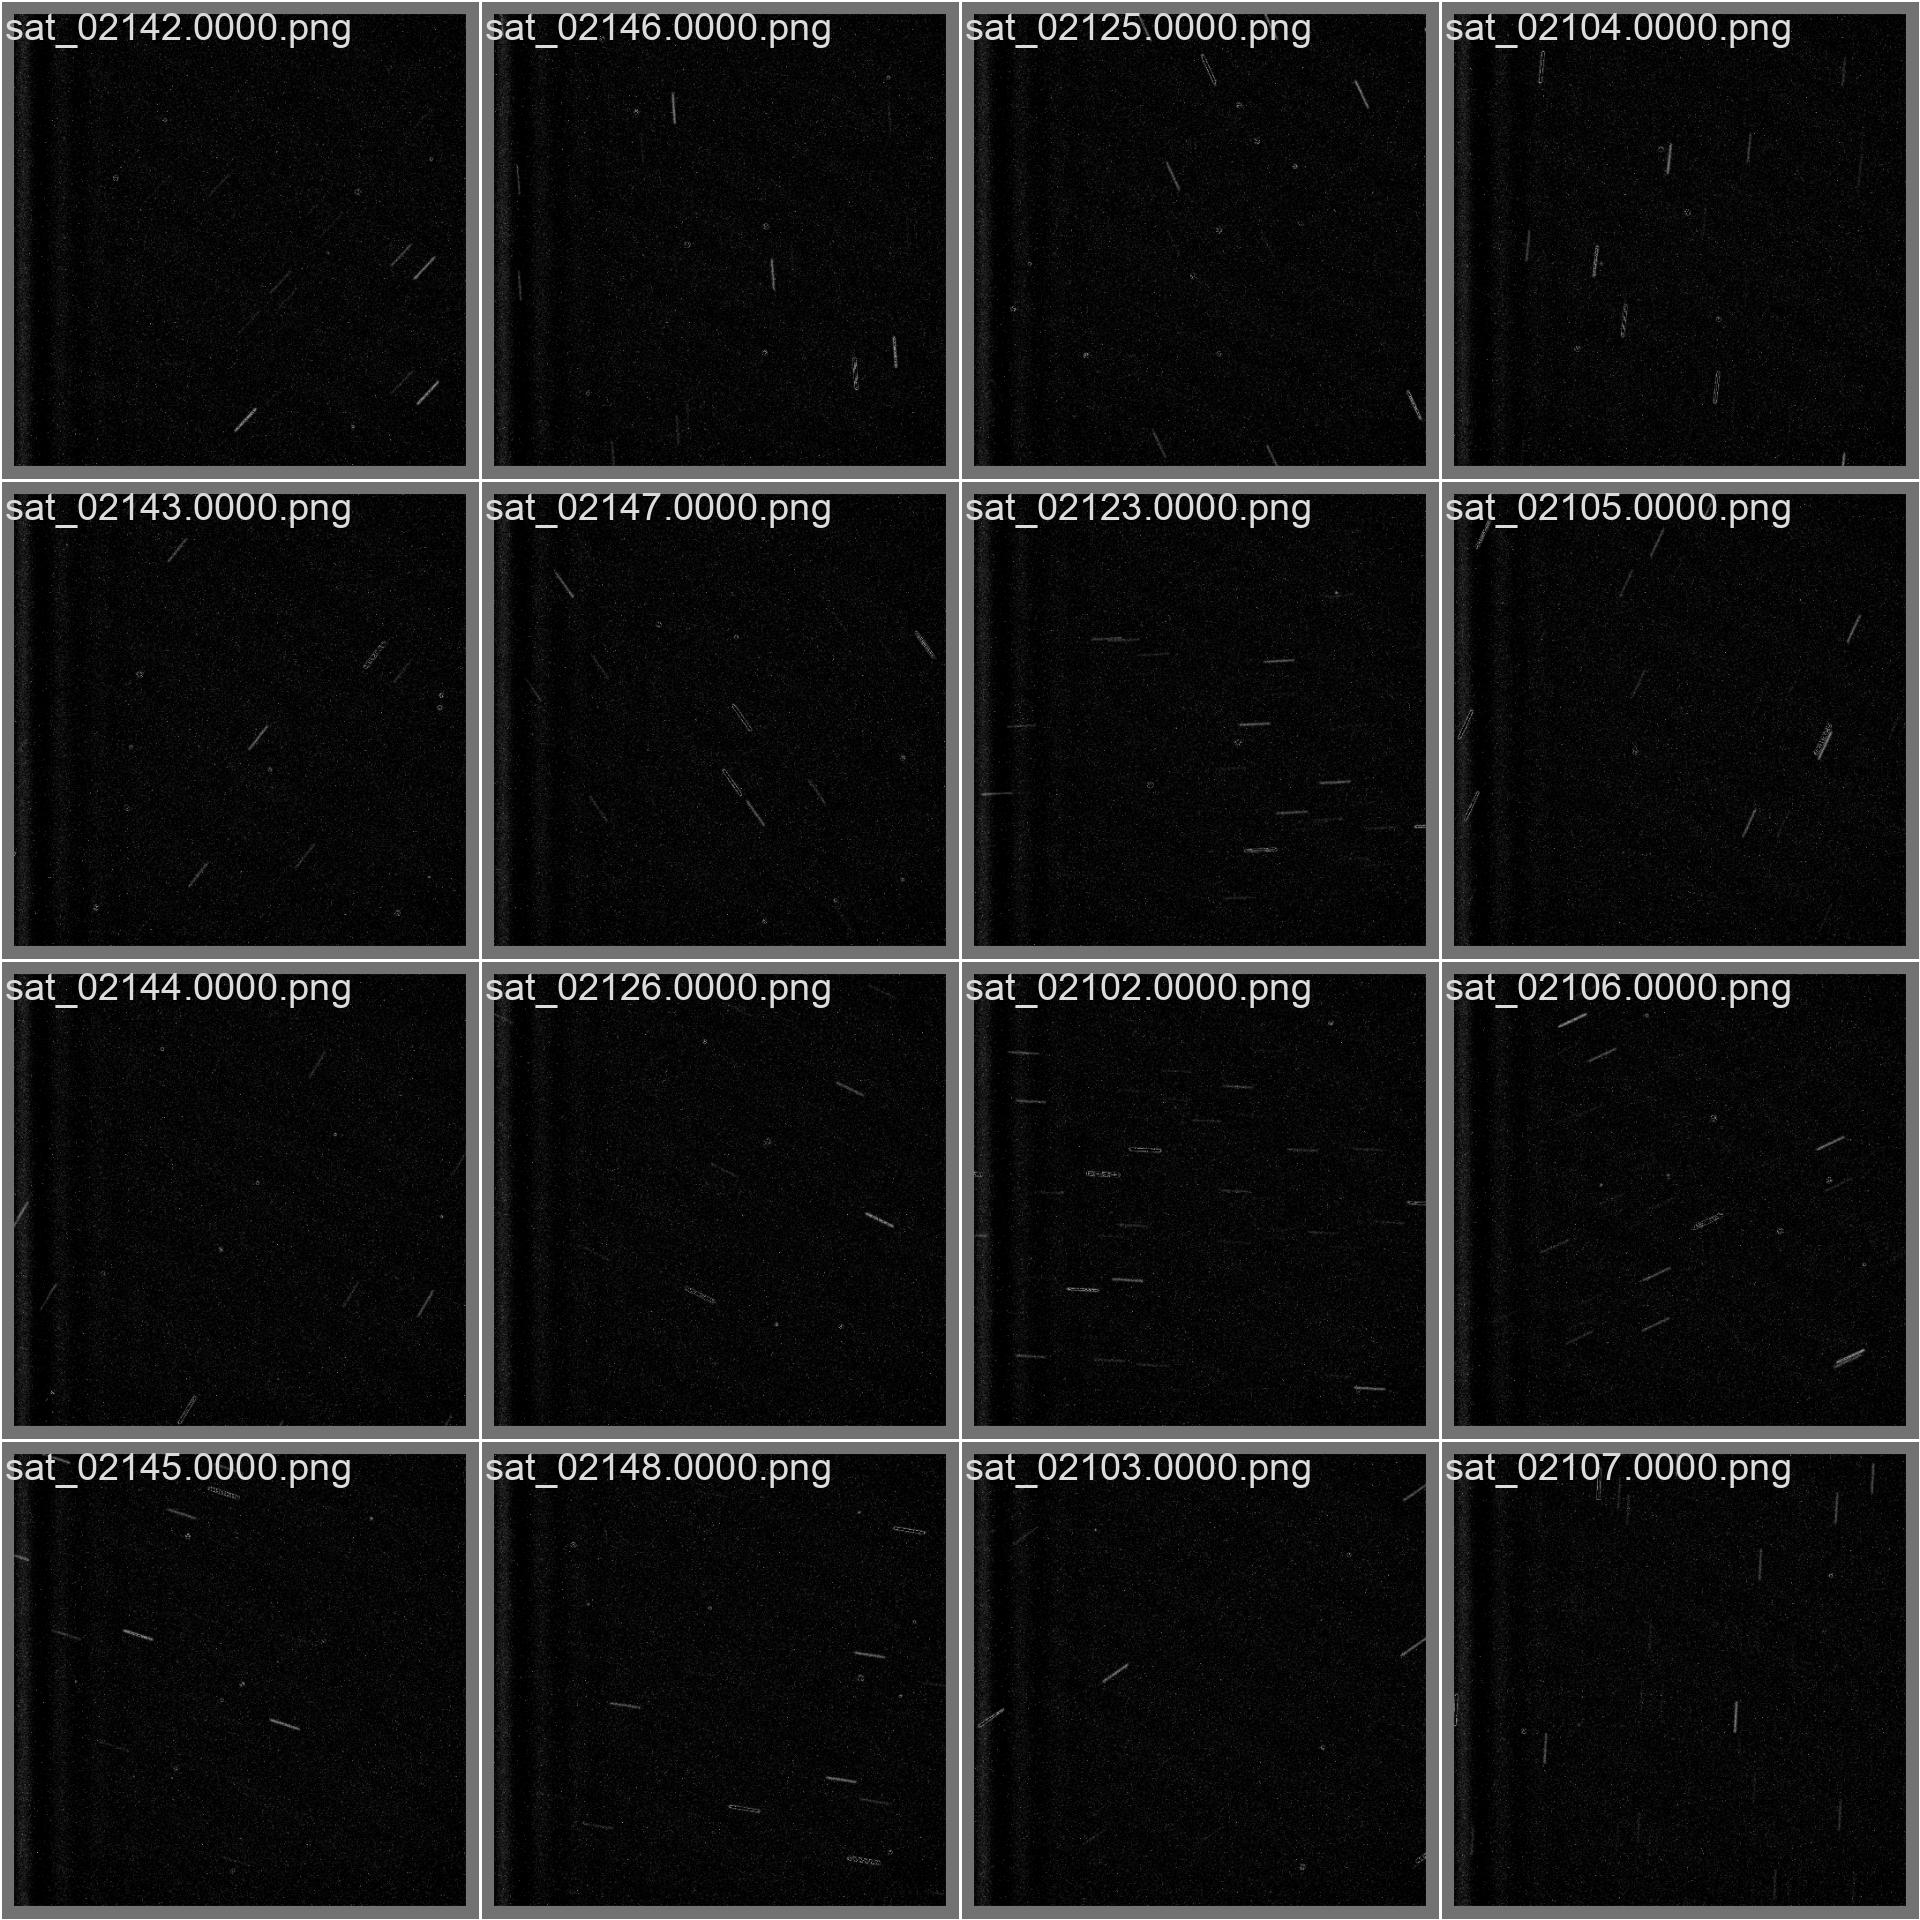 sat_02142.0000.png
sat_02146.0000.png
sat_02125.0000.png
sat_02104.0000.png
sat_02143.0000.png
sat_02147.0000.png
sat_02123.0000.png
sat_02105.0000.png
sat_02144.0000.png
sat_02126.0000.png
sat_02102.0000.png
sat_02106.0000.png
sat_02145.0000.png
sat_02148.0000.png
sat_02103.0000.png
sat_02107.0000.png